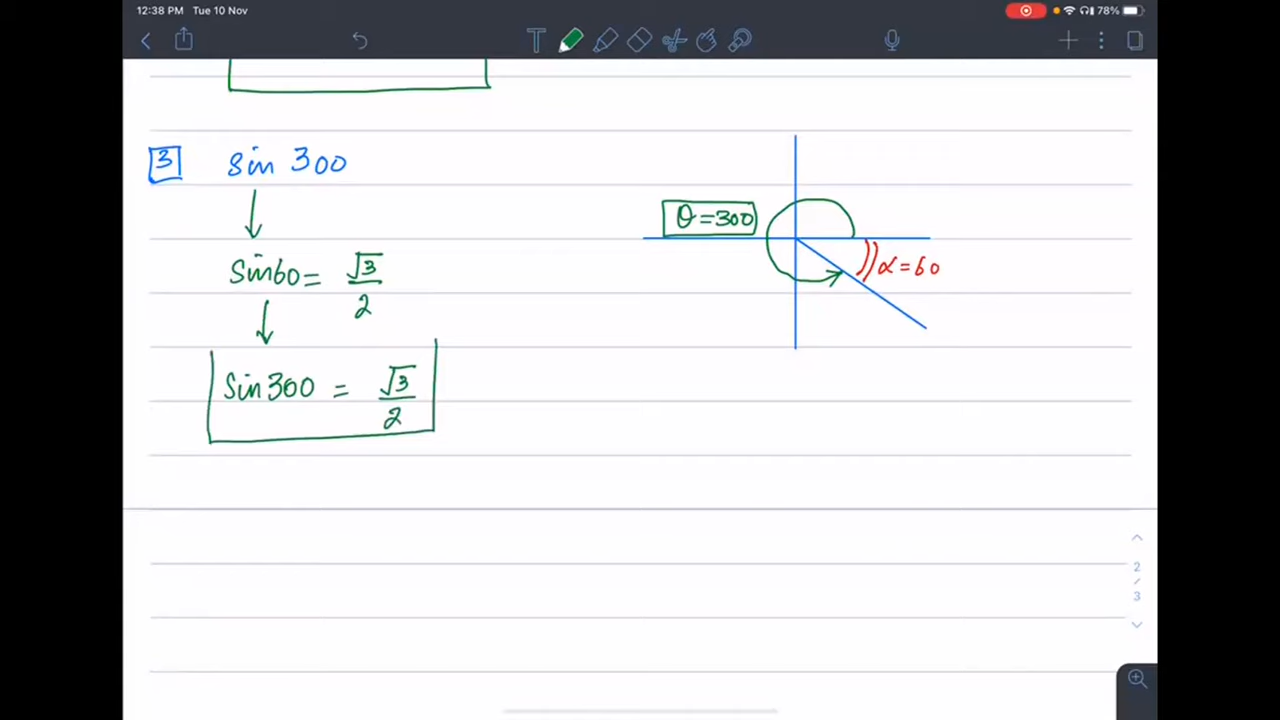 12:38 PM Tue 10 Nov
78%
3 sin 300
θ = 300
α = 60
sin60 = √3/2
sin300 = √3/2
2
/
3